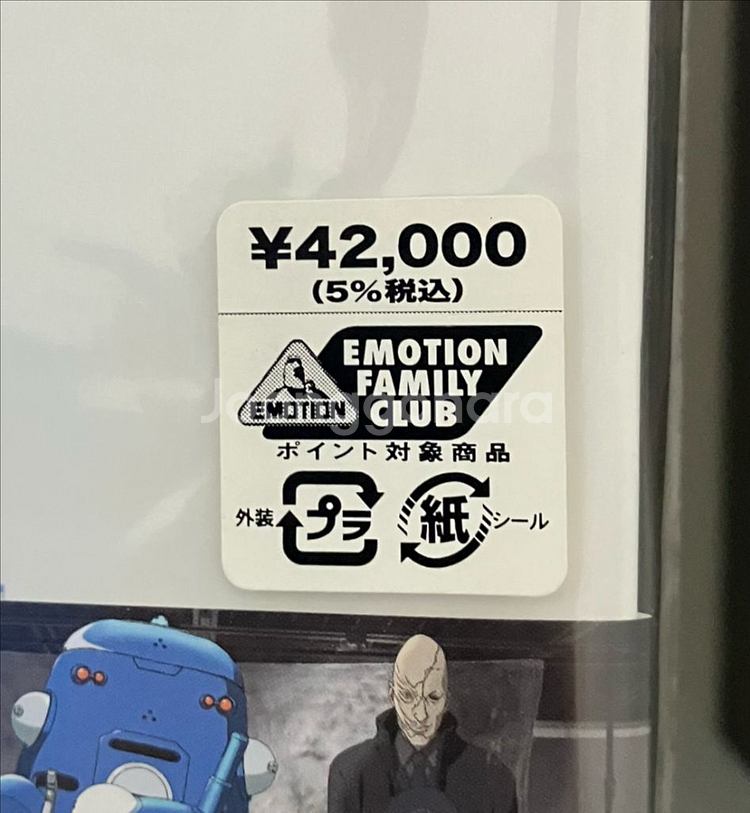 ¥42,000
(5%税込)
EMOTION
FAMILY
CLUB
EMOTION
ポイント対象商品
外装
プラ
紙
シール
Joonggonara